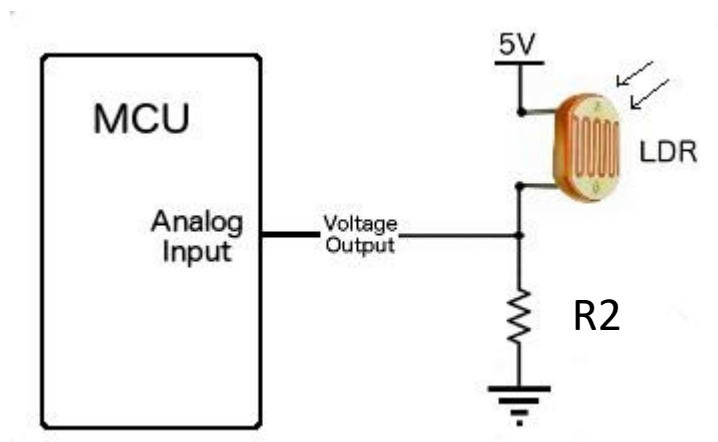 5V
MCU
LDR
Analog
Input
Voltage
Output
R2